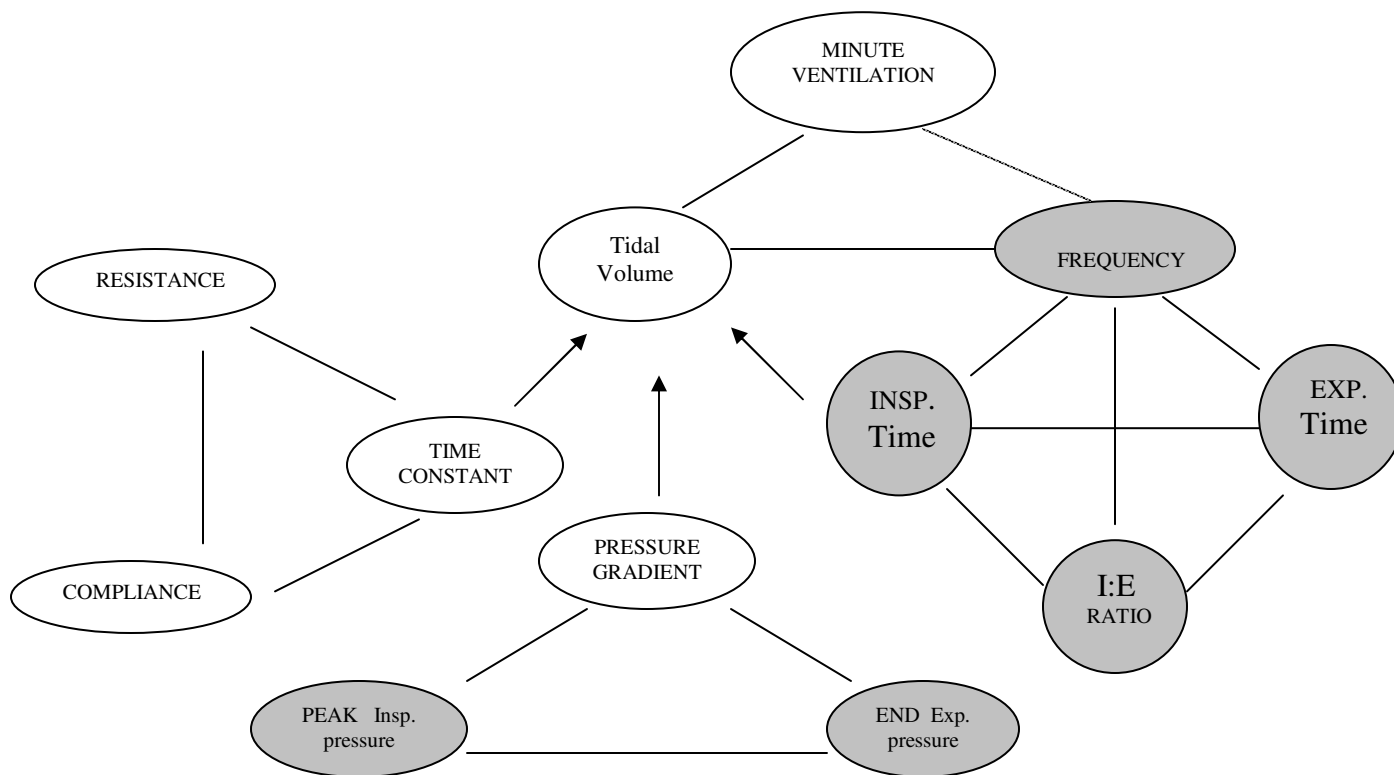 MINUTE
VENTILATION
Tidal
Volume
FREQUENCY
RESISTANCE
INSP.
Time
EXP.
Time
TIME
CONSTANT
PRESSURE
GRADIENT
COMPLIANCE
I:E
RATIO
PEAK Insp.
pressure
END Exp.
pressure